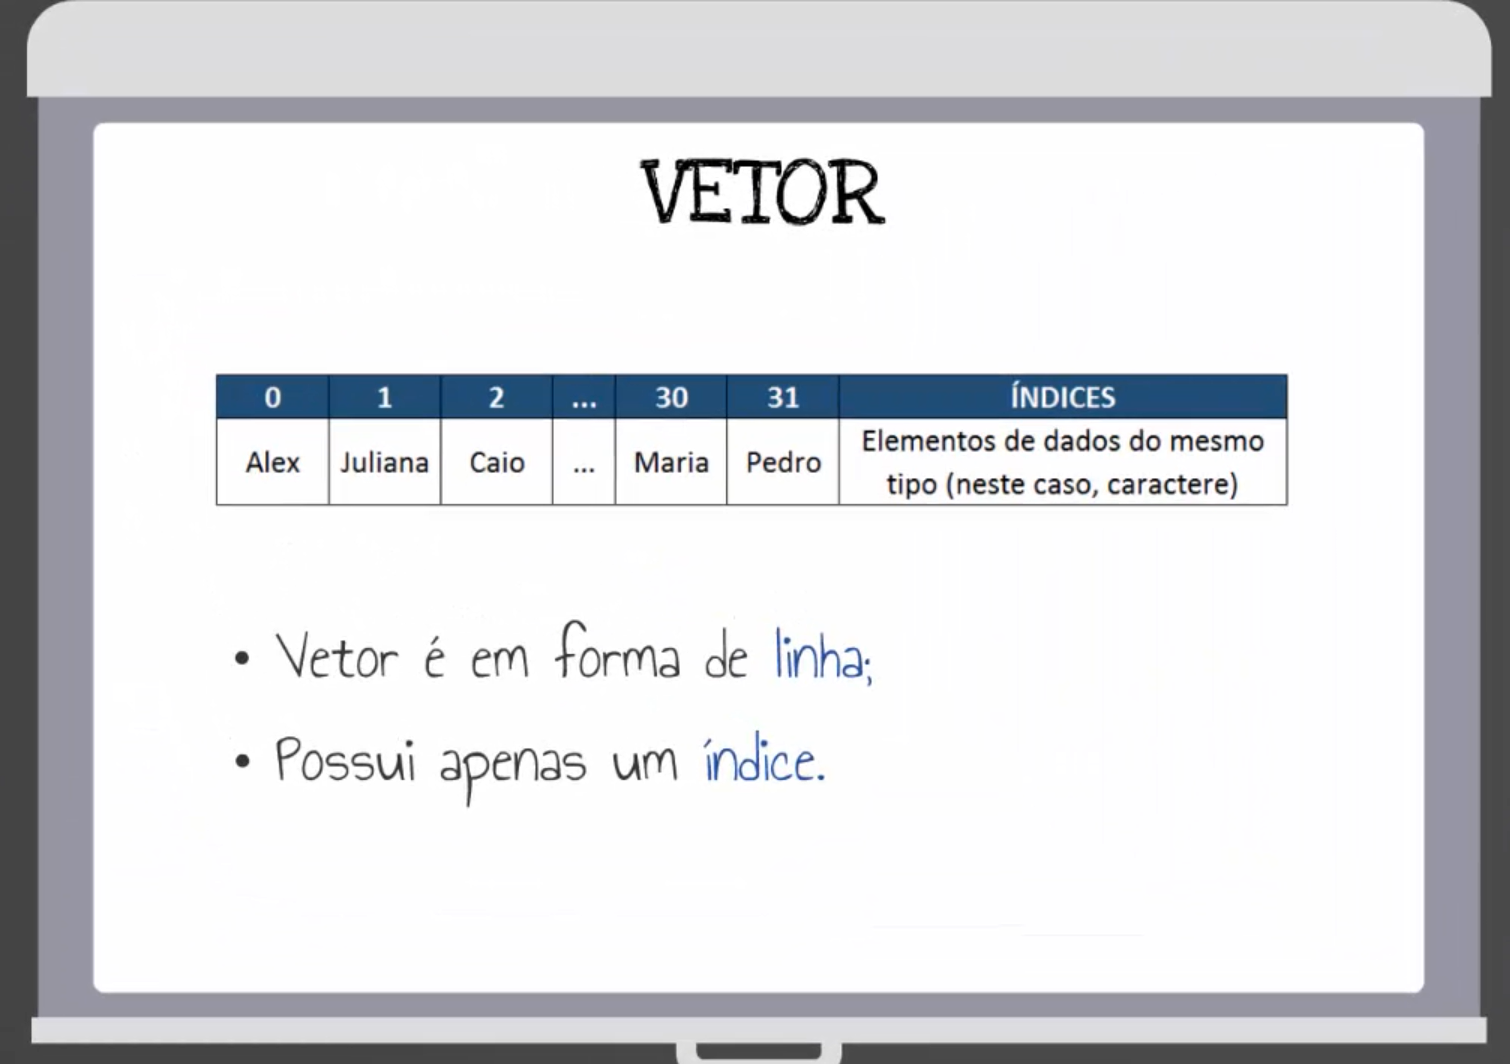 VETOR
0 1 2 ... 30 31 ÍNDICES
Alex Juliana Caio ... Maria Pedro Elementos de dados do mesmo
tipo (neste caso, caractere)
• Vetor é em forma de linha;
• Possui apenas um índice.